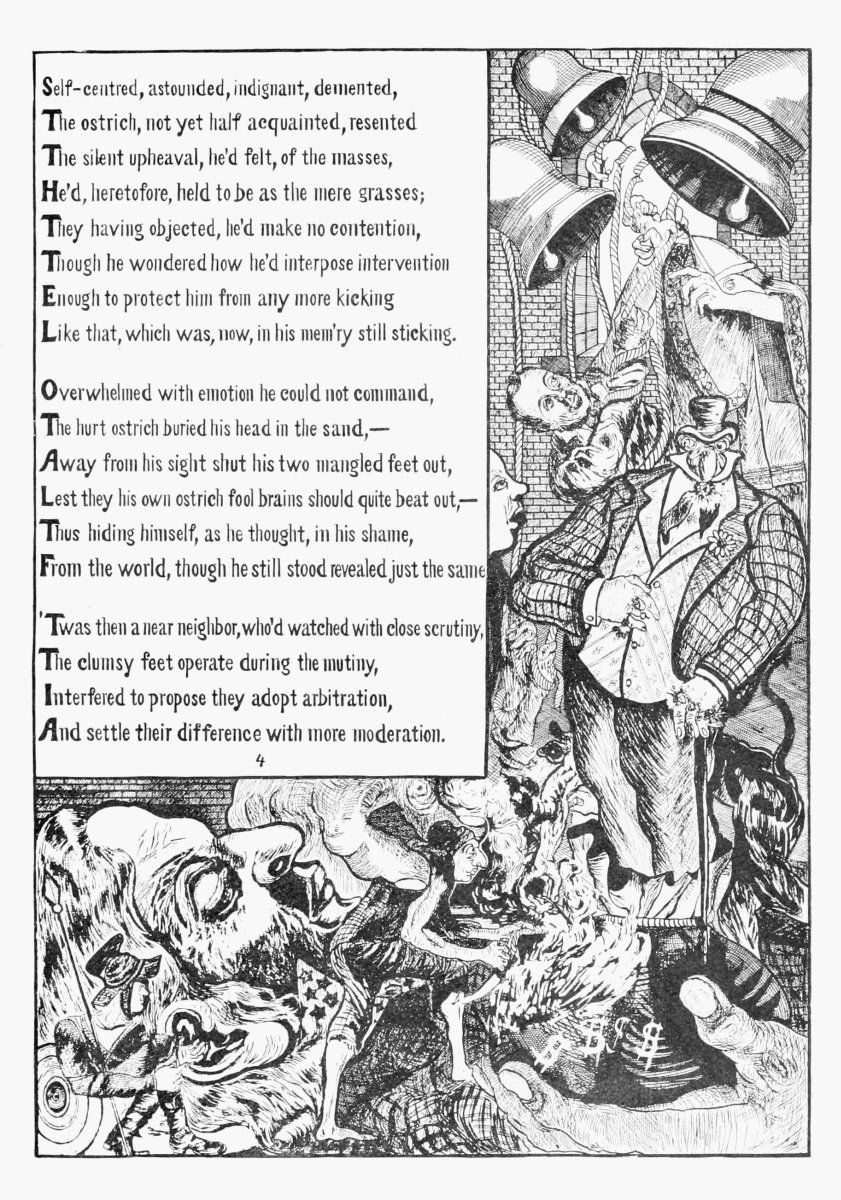 Self-centred, astounded, indignant, demented,
The ostrich, not yet half acquainted, resented
The silent upheaval, he'd felt, of the masses,
He'd, heretofore, held to be as the mere grasses;
They having objected, he'd make no contention,
Though he wondered how he'd interpose intervention
Enough to protect him from any more kicking
Like that, which was, now, in his mem'ry still sticking.
Overwhelmed with emotion he could not command,
The hurt ostrich buried his head in the sand,—
Away from his sight shut his two mangled feet out,
Lest they his own ostrich fool brains should quite beat out,—
Thus hiding himself, as he thought, in his shame,
From the world, though he still stood revealed just the same
'Twas then a near neighbor, who'd watched with close scrutiny,
The clumsy feet operate during the mutiny,
Interfered to propose they adopt arbitration,
And settle their difference with more moderation.
4
$ $ $